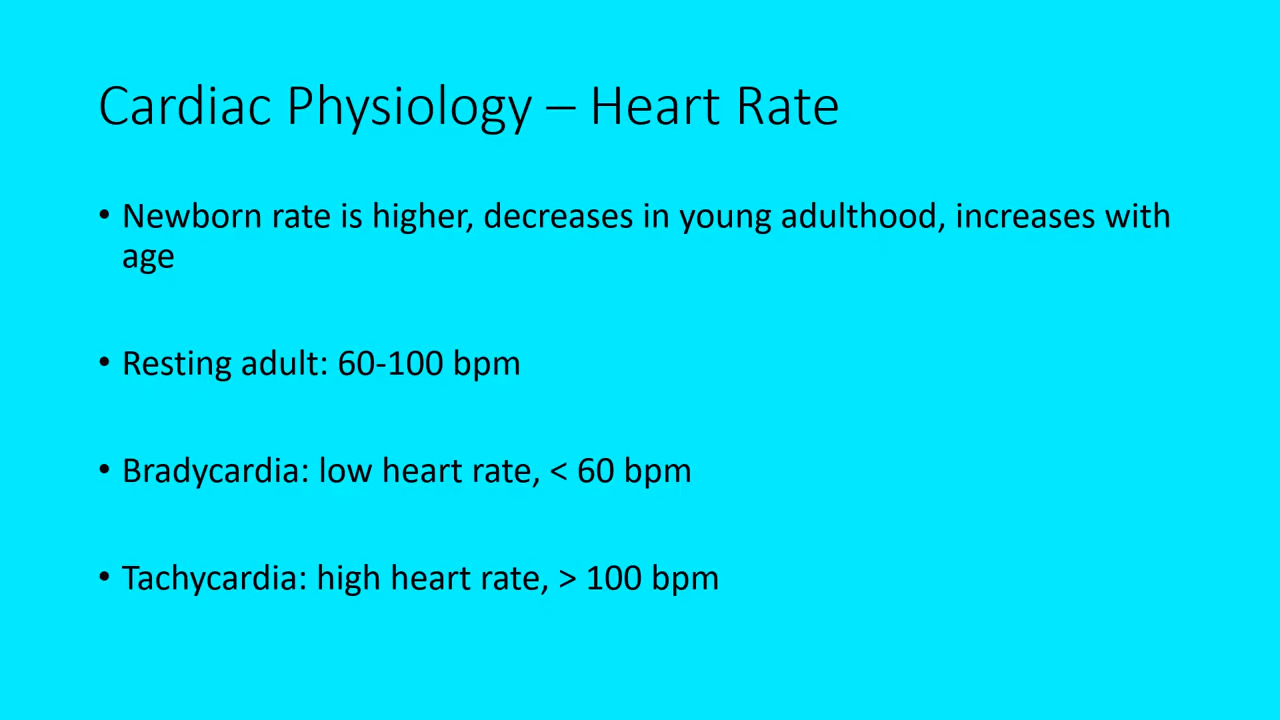 Cardiac Physiology – Heart Rate
• Newborn rate is higher, decreases in young adulthood, increases with
age
• Resting adult: 60-100 bpm
• Bradycardia: low heart rate, < 60 bpm
• Tachycardia: high heart rate, > 100 bpm